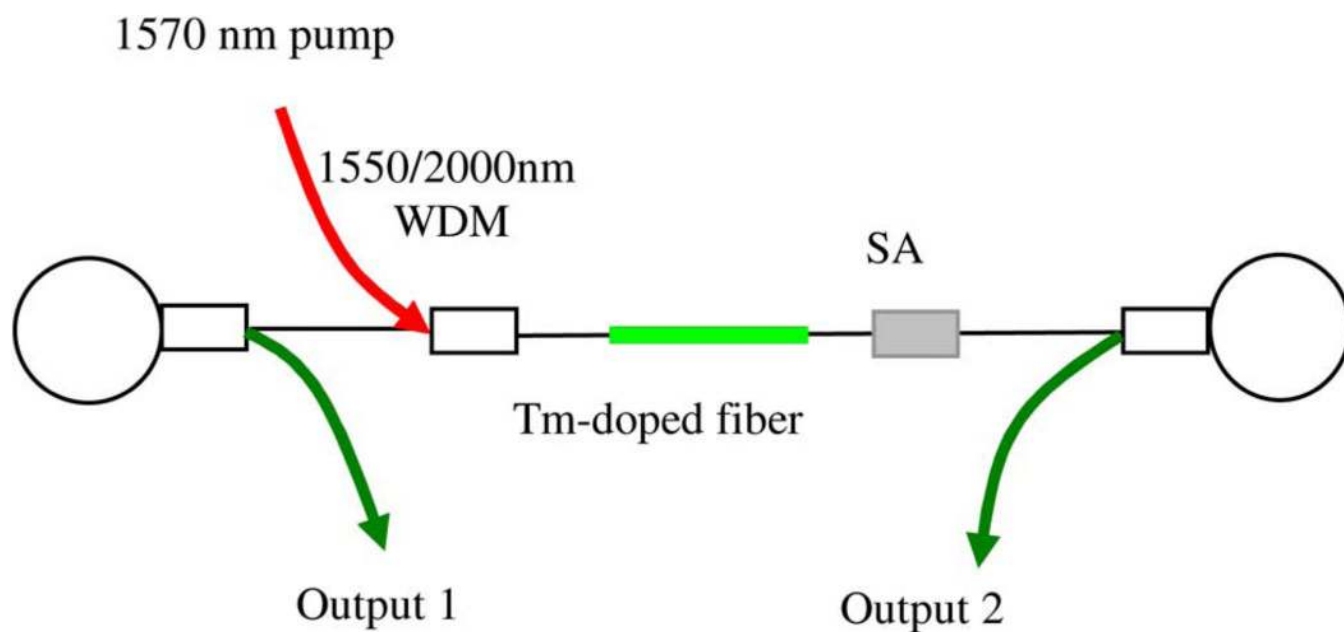 1570 nm pump
1550/2000nm
WDM
SA
Tm-doped fiber
Output 1
Output 2